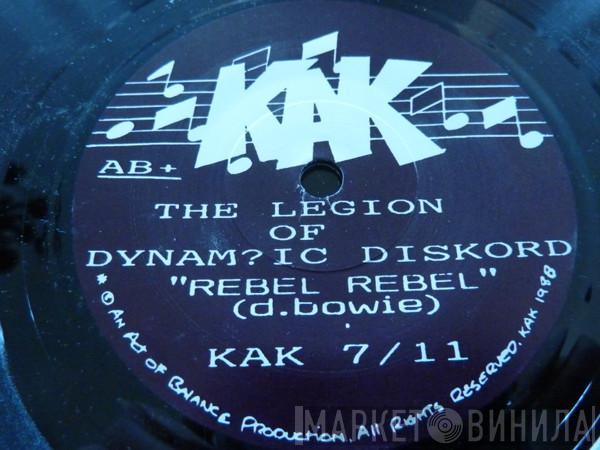 KAK
AB+
THE LEGION
OF
DYNAM?IC DISKORD
"REBEL REBEL"
(d.bowie)
KAK 7/11
* © AN ACT OF BALANCE PRODUCTION. ALL RIGHTS RESERVED. KAK 1988
МАРКЕТ ВИНИЛА